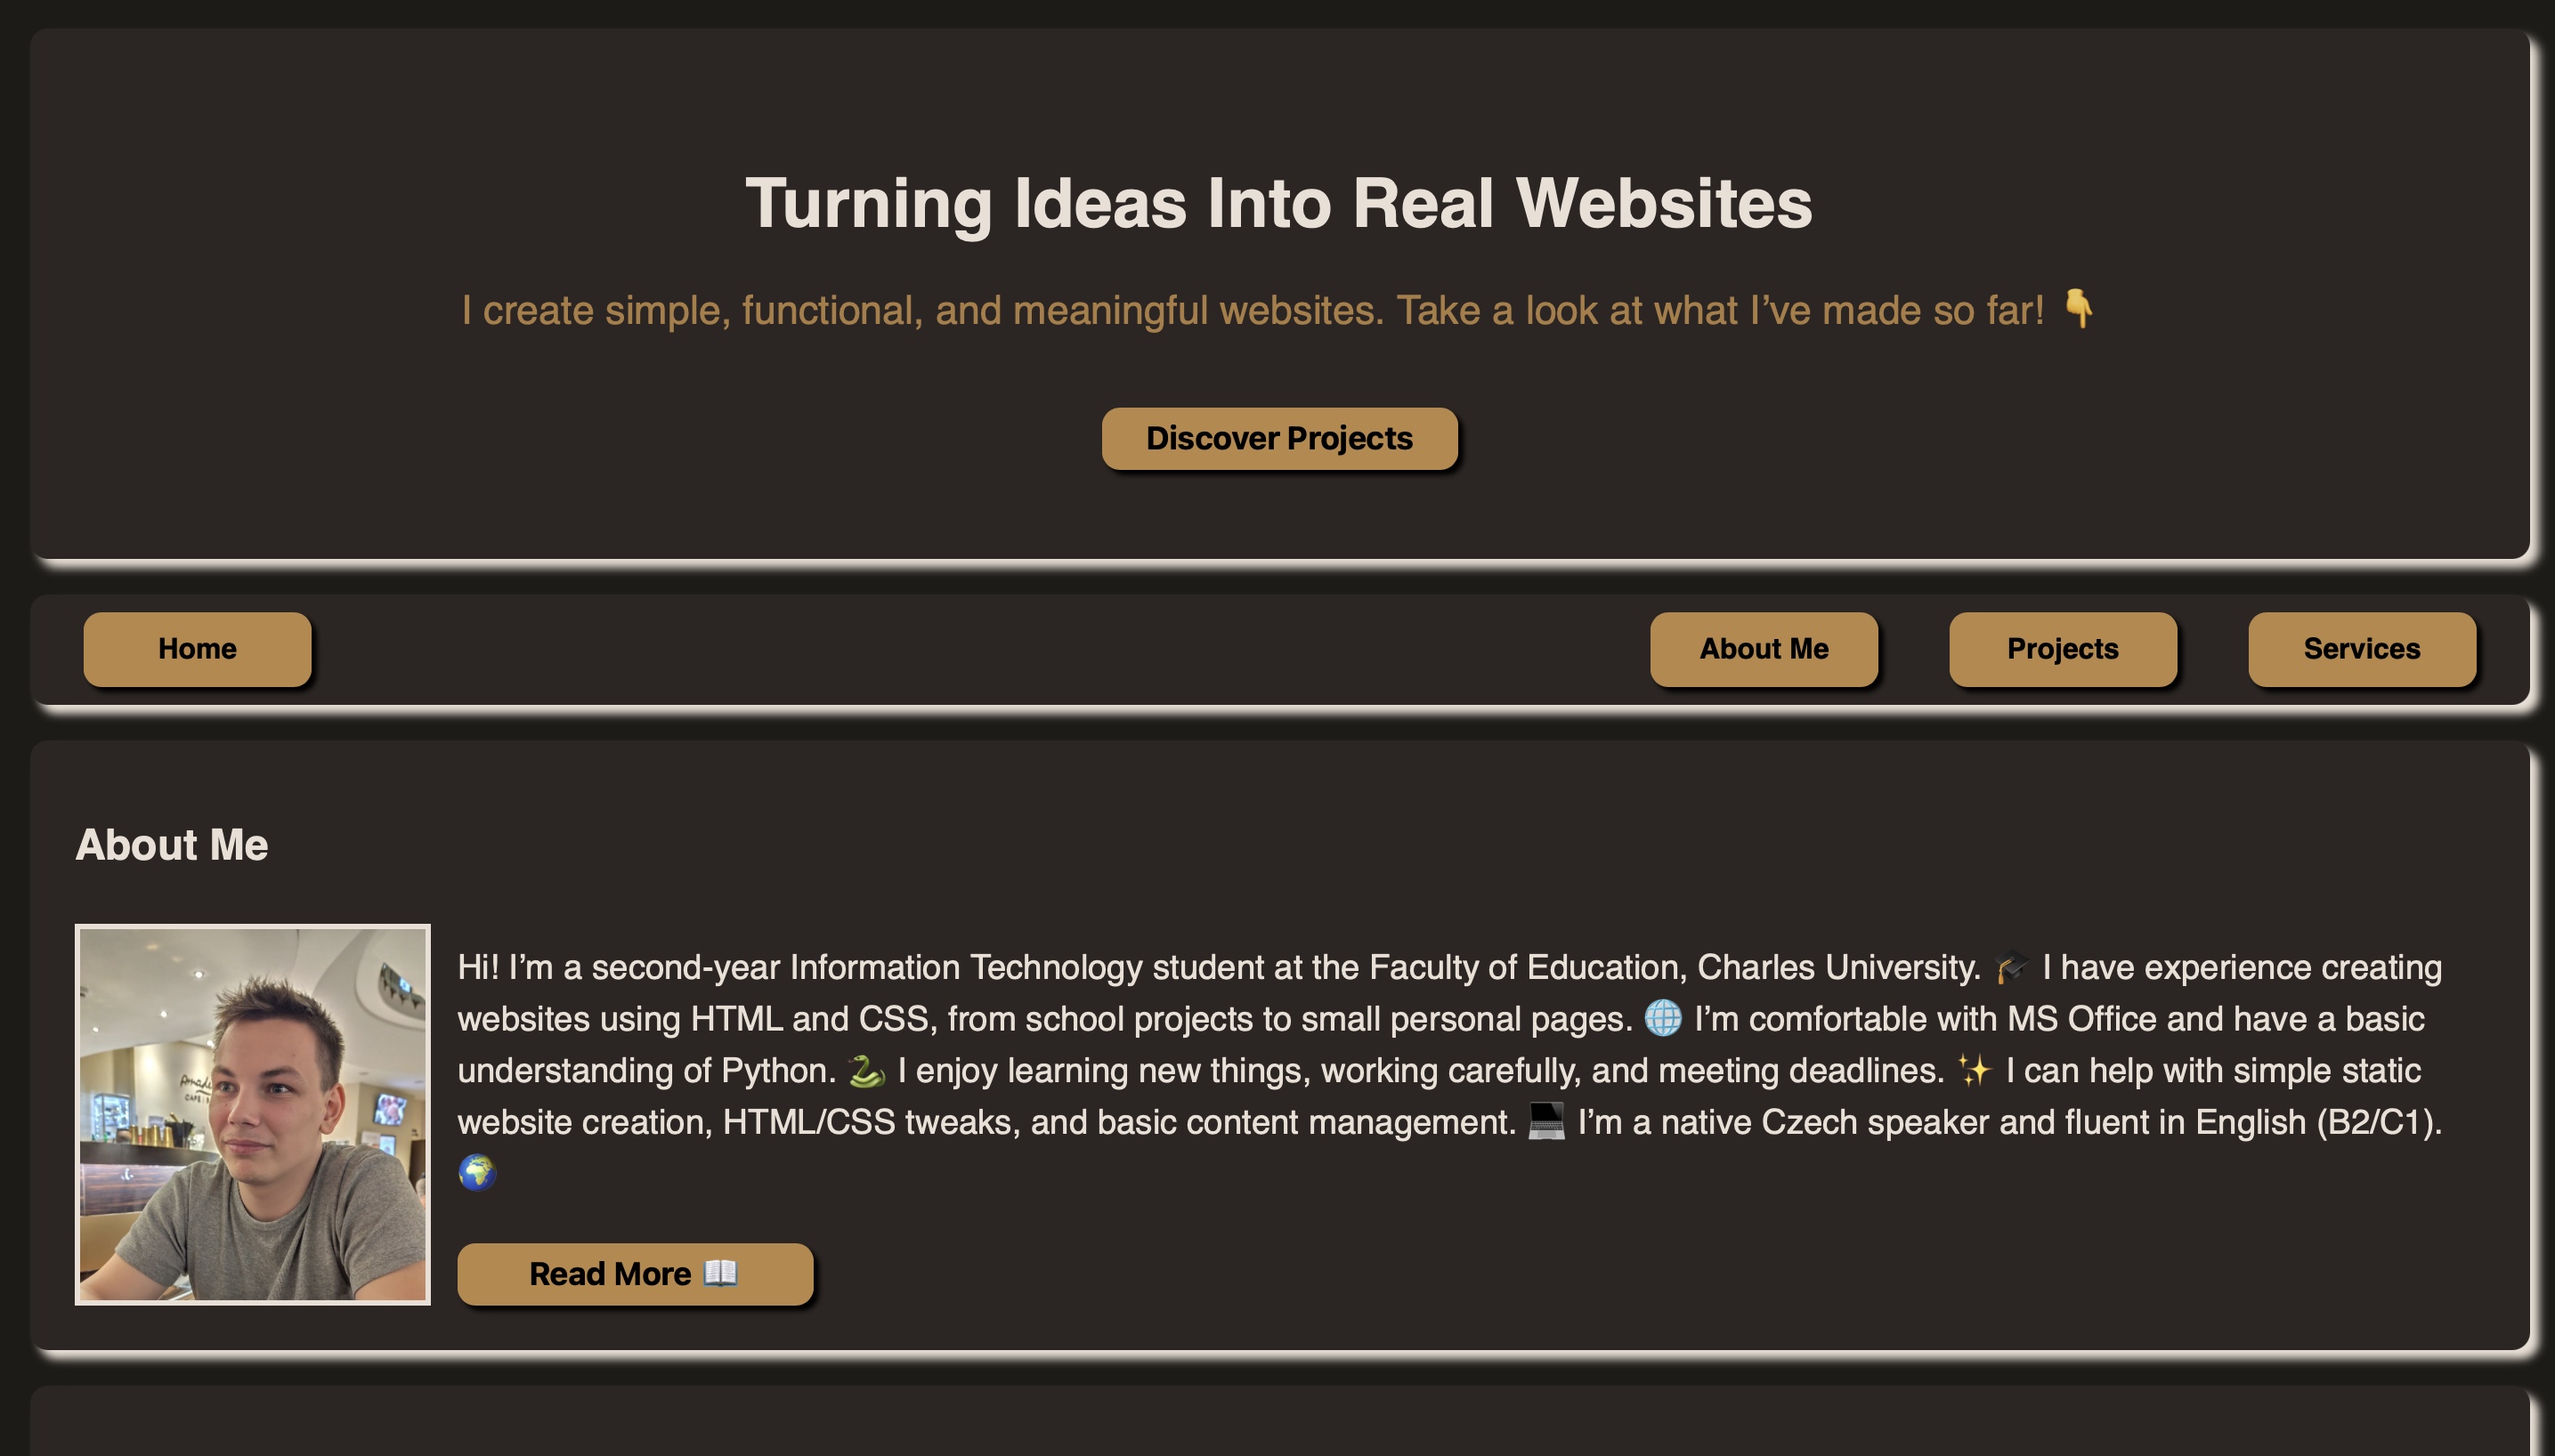 Turning Ideas Into Real Websites
I create simple, functional, and meaningful websites. Take a look at what I’ve made so far! 👇
Discover Projects
Home
About Me
Projects
Services
About Me
Hi! I’m a second-year Information Technology student at the Faculty of Education, Charles University. 🎓 I have experience creating
websites using HTML and CSS, from school projects to small personal pages. 🌐 I’m comfortable with MS Office and have a basic
understanding of Python. 🐍 I enjoy learning new things, working carefully, and meeting deadlines. ✨ I can help with simple static
website creation, HTML/CSS tweaks, and basic content management. 💻 I’m a native Czech speaker and fluent in English (B2/C1).
🌍
Read More 📖